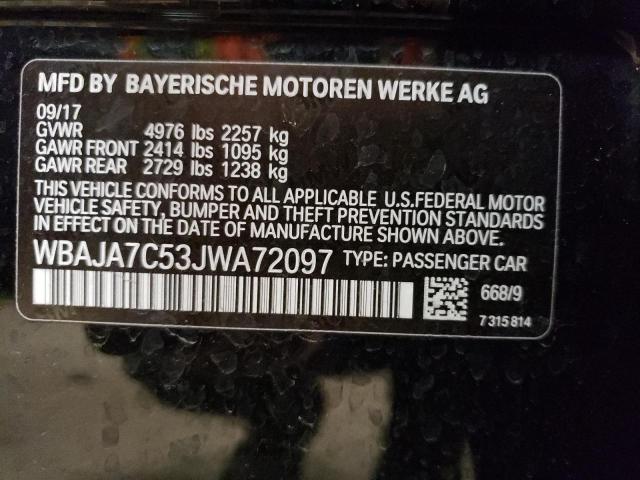 MFD BY BAYERISCHE MOTOREN WERKE AG
09/17
GVWR 4976 lbs 2257 kg
GAWR FRONT 2414 lbs 1095 kg
GAWR REAR 2729 lbs 1238 kg
THIS VEHICLE CONFORMS TO ALL APPLICABLE U.S.FEDERAL MOTOR
VEHICLE SAFETY, BUMPER AND THEFT PREVENTION STANDARDS
IN EFFECT ON THE DATE OF MANUFACTURE SHOWN ABOVE.
WBAJA7C53JWA72097 TYPE: PASSENGER CAR
668/9
7 315 814